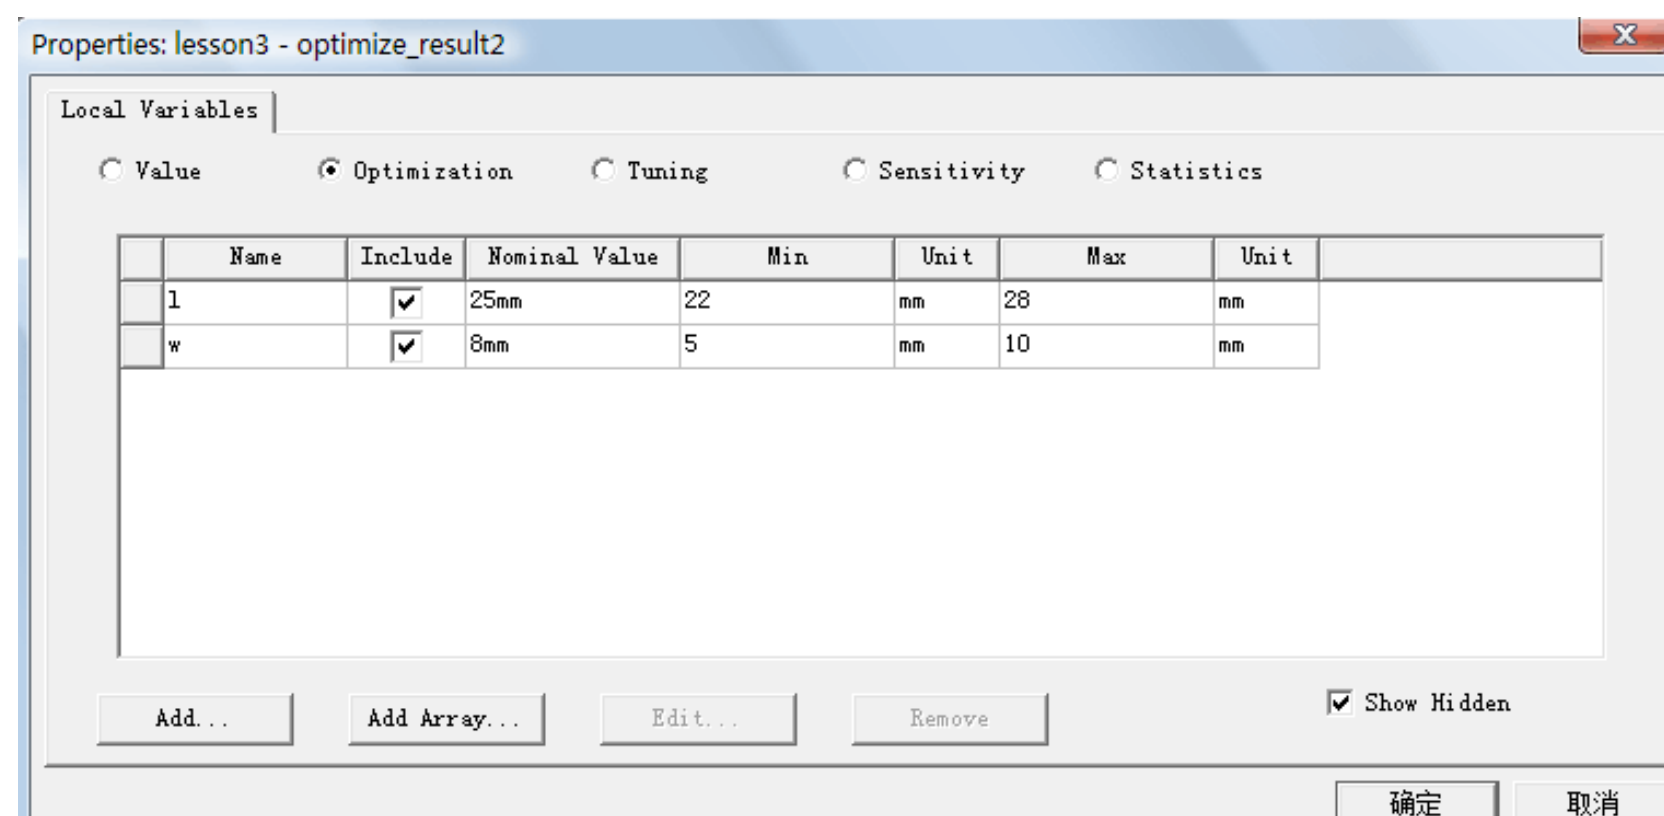 Properties: lesson3 - optimize_result2
Local Variables
Value Optimization Tuning Sensitivity Statistics
Name Include Nominal Value Min Unit Max Unit
l 25mm 22 mm 28 mm
w 8mm 5 mm 10 mm
Add... Add Array... Edit... Remove Show Hidden
确定 取消